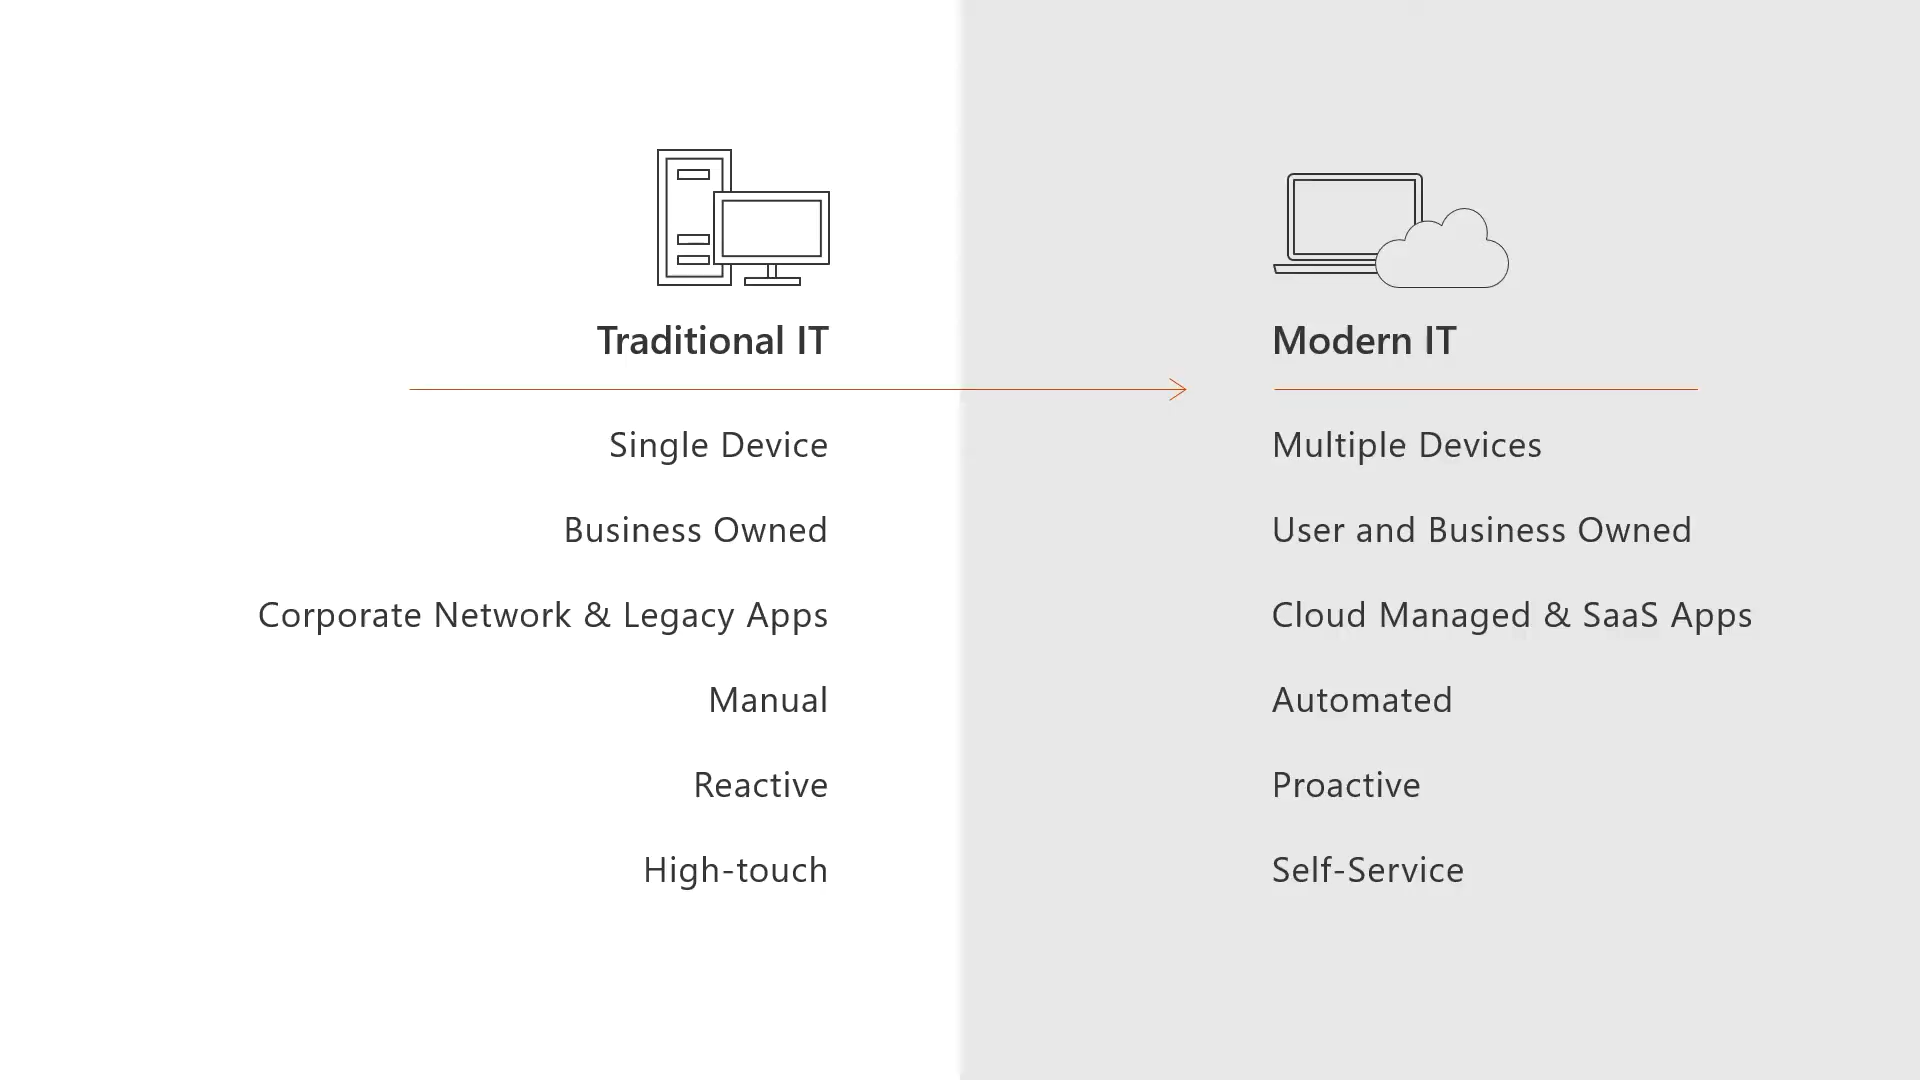 Traditional IT
Single Device
Business Owned
Corporate Network & Legacy Apps
Manual
Reactive
High-touch
Modern IT
Multiple Devices
User and Business Owned
Cloud Managed & SaaS Apps
Automated
Proactive
Self-Service